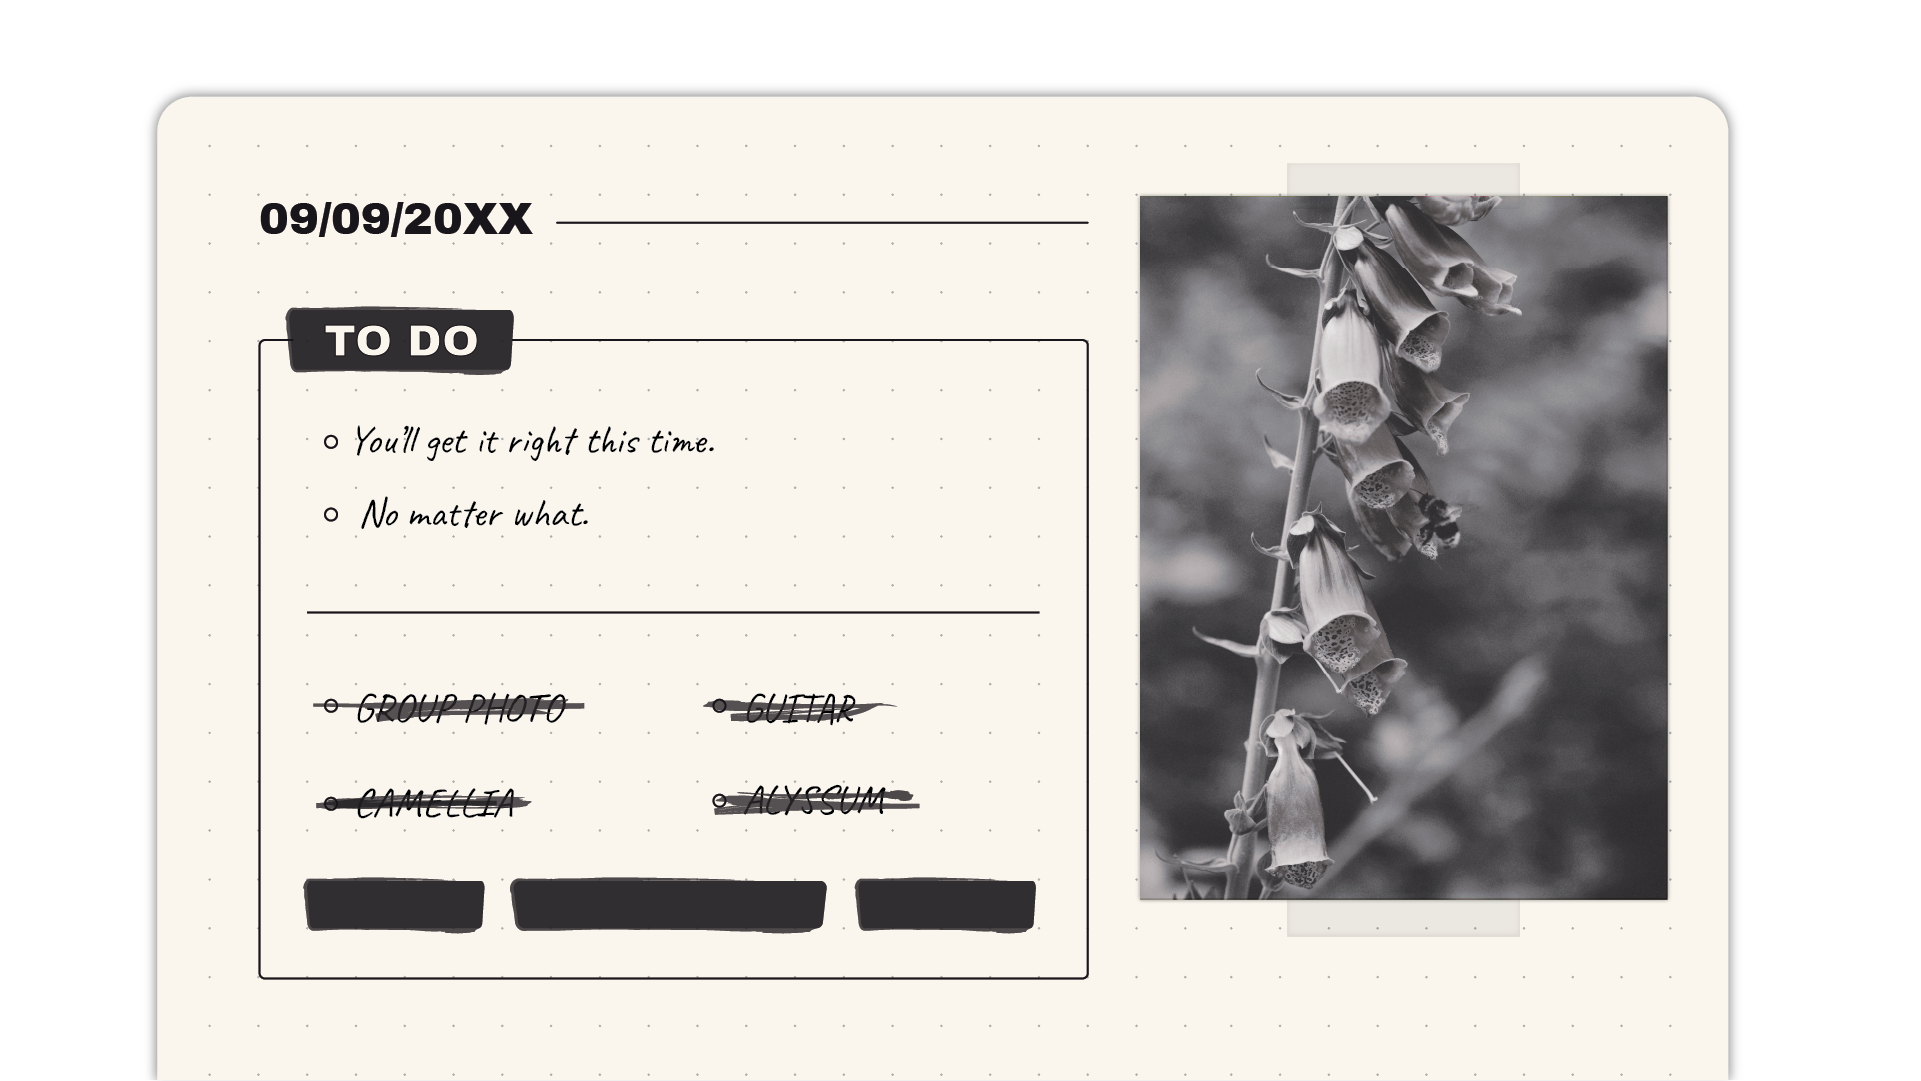 09/09/20XX
TO DO
You'll get it right this time.
No matter what.
GROUP PHOTO
GUITAR
CAMELLIA
ALYSSUM